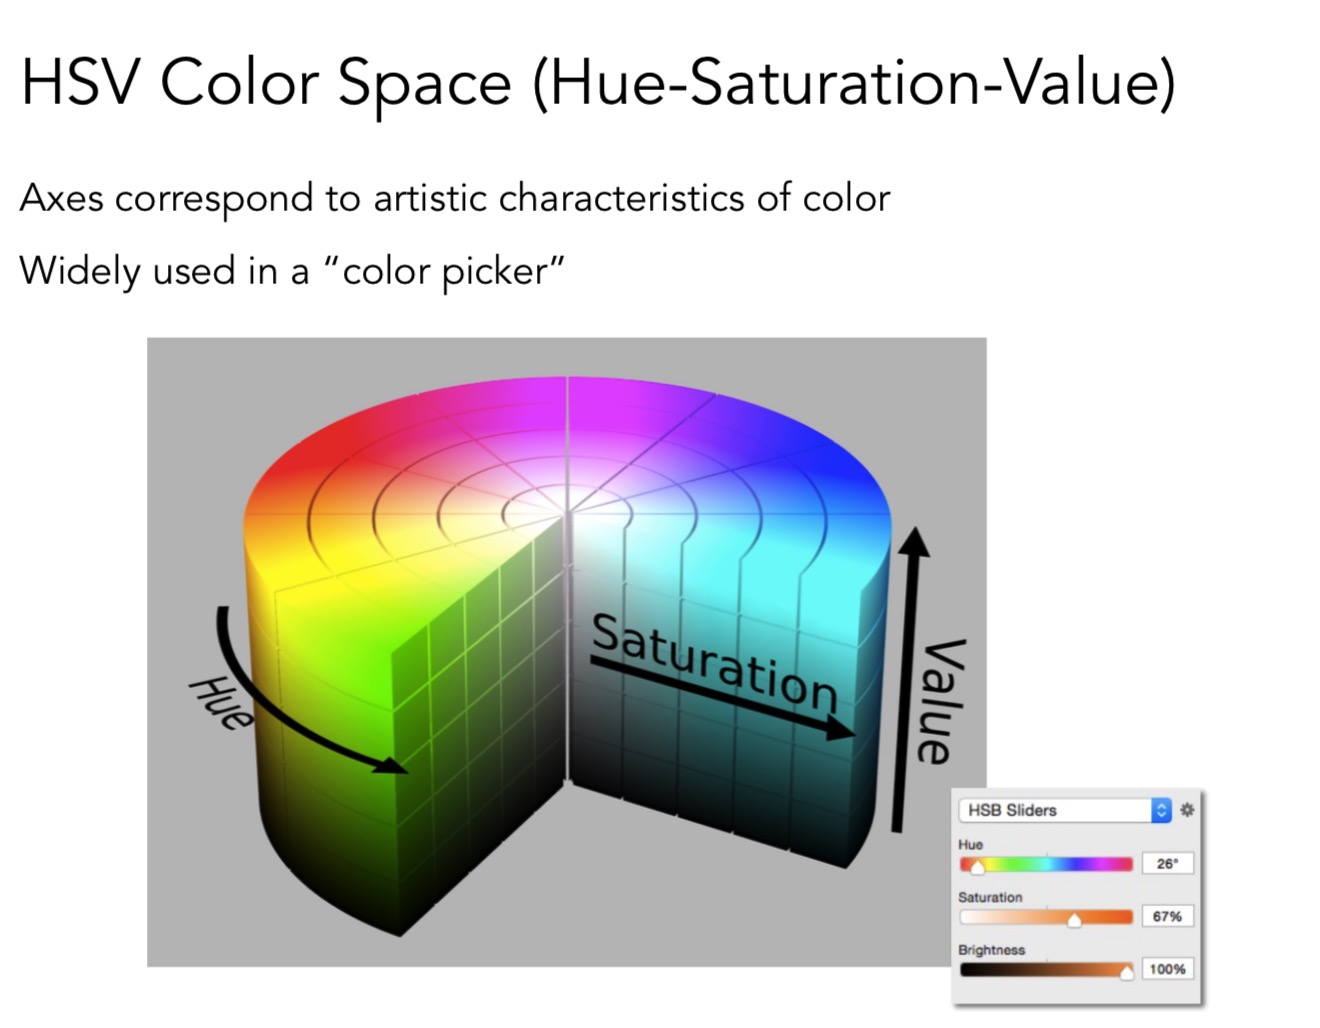 HSV Color Space (Hue-Saturation-Value)
Axes correspond to artistic characteristics of color
Widely used in a “color picker”
Saturation
Hue
Value
HSB Sliders
Hue
26°
Saturation
67%
Brightness
100%